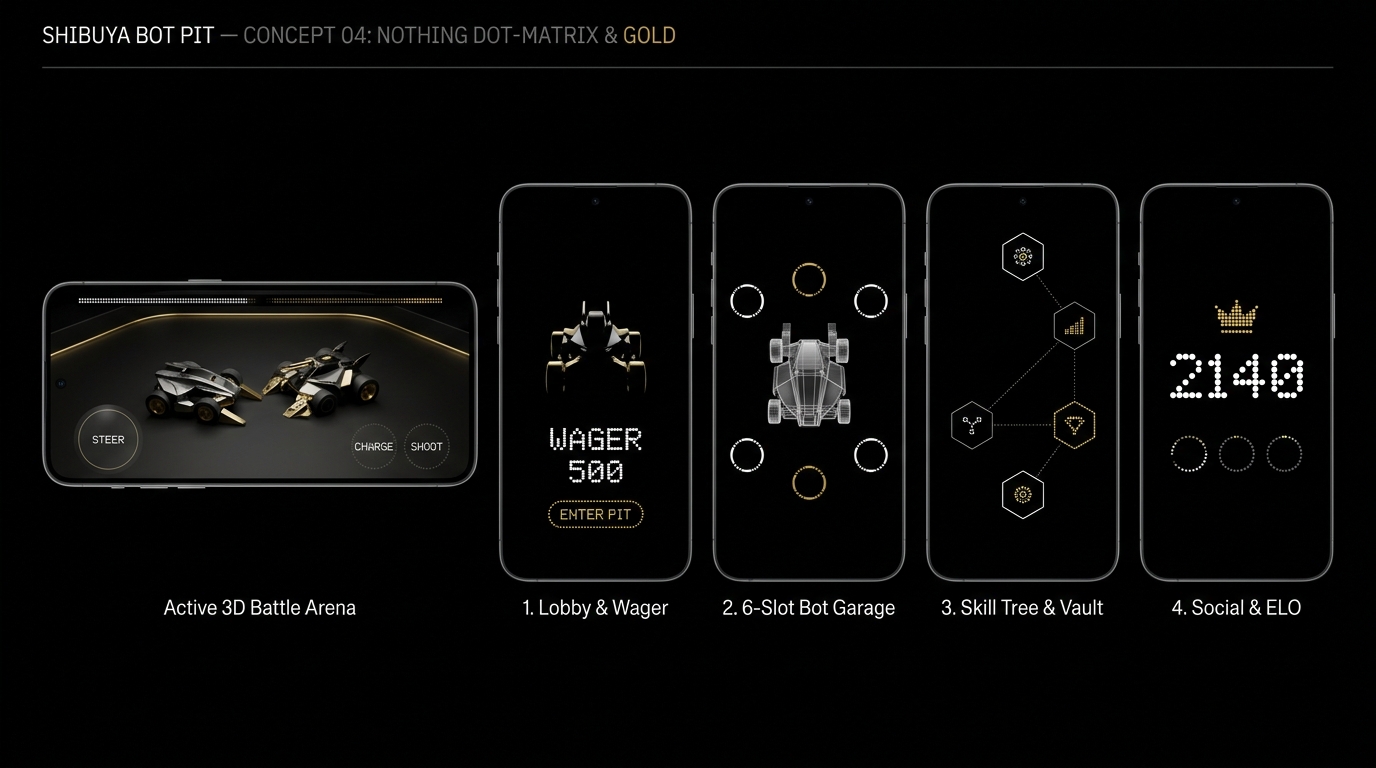 SHIBUYA BOT PIT — CONCEPT 04: NOTHING DOT-MATRIX & GOLD
STEER
CHARGE
SHOOT
WAGER
500
ENTER PIT
2140
Active 3D Battle Arena
1. Lobby & Wager
2. 6-Slot Bot Garage
3. Skill Tree & Vault
4. Social & ELO